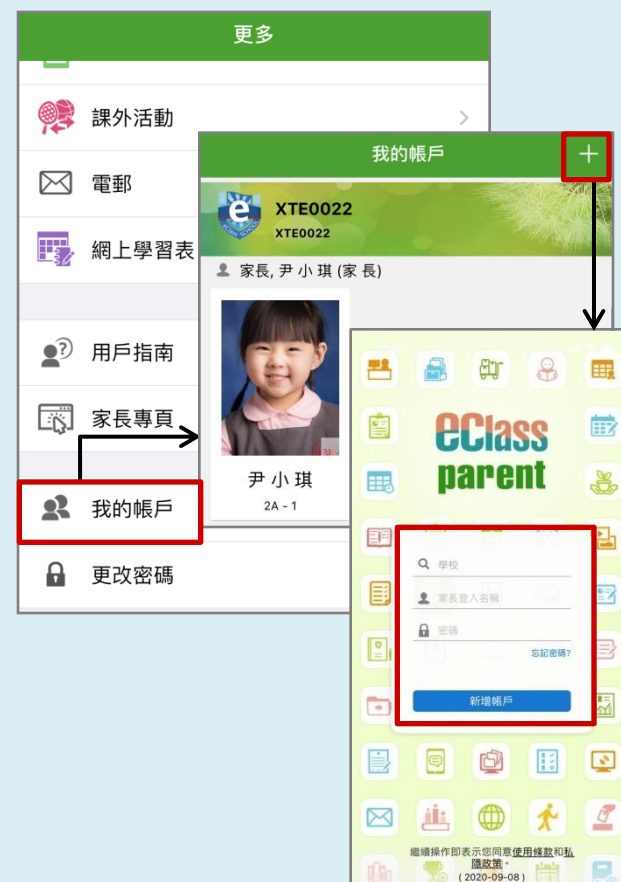 更多
課外活動
電郵
網上學習表
用戶指南
家長專頁
我的帳戶
更改密碼
我的帳戶
XTE0022
XTE0022
家長, 尹 小 琪 (家 長)
尹 小 琪
2A - 1
eClass
parent
學校
家長登入名稱
密碼
忘記密碼?
新增帳戶
繼續操作即表示您同意使用條款和私
隱政策。
( 2020-09-08 )